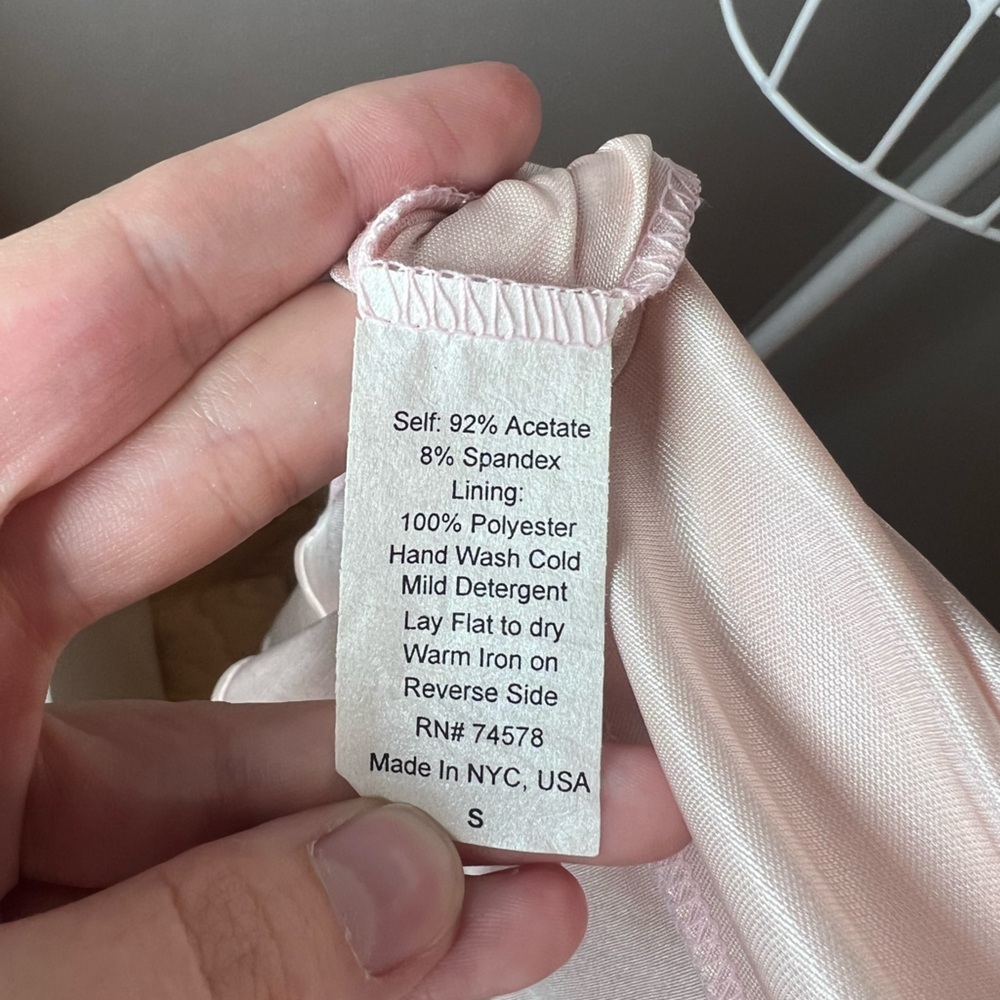 Self: 92% Acetate
8% Spandex
Lining:
100% Polyester
Hand Wash Cold
Mild Detergent
Lay Flat to dry
Warm Iron on
Reverse Side
RN# 74578
Made In NYC, USA
S